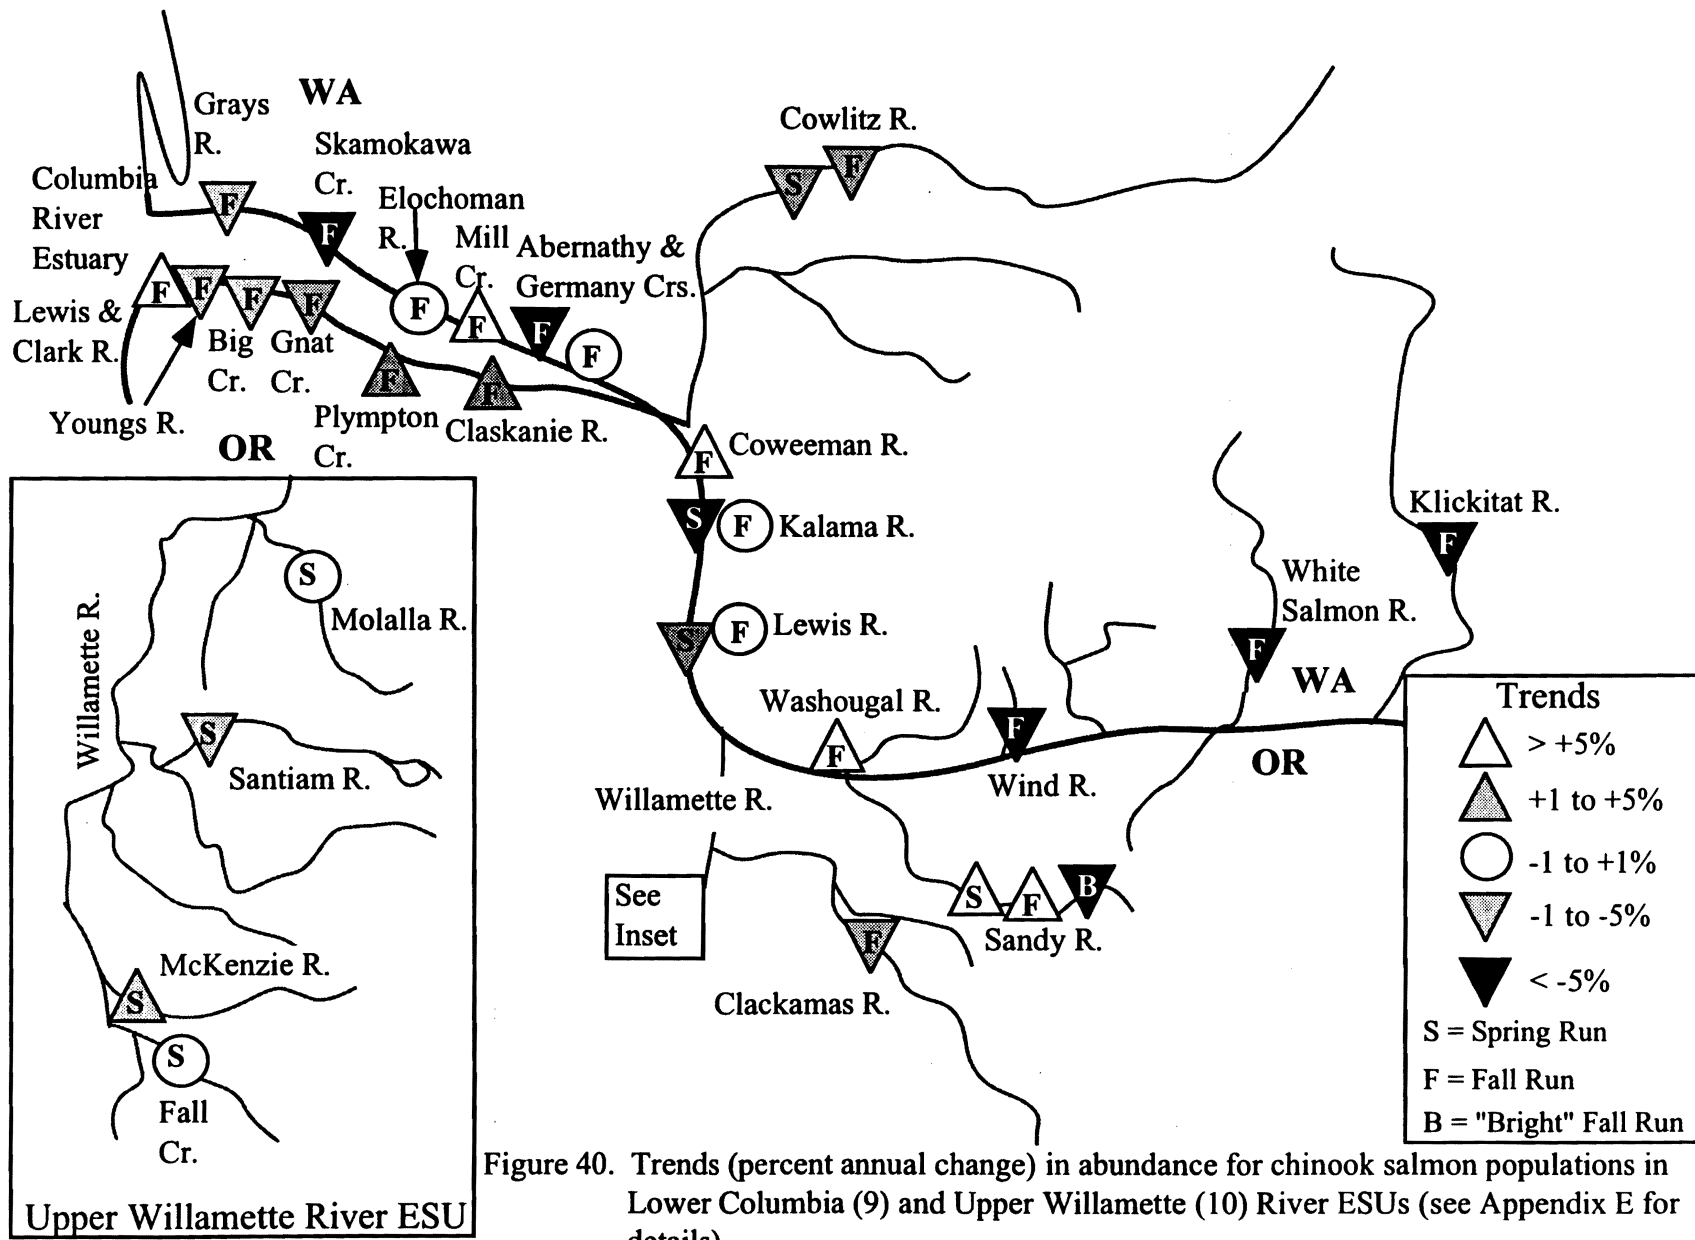 Grays
R.
WA
Columbia
River
Estuary
Skamokawa
Cr.
Elochoman
R.
Mill
Cr.
Abernathy &
Germany Crs.
Cowlitz R.
S
F
F
F
F
F
F
F
F
F
F
F
F
F
Lewis &
Clark R.
Youngs R.
Big
Cr.
Gnat
Cr.
Plympton
Cr.
Claskanie R.
OR
F
Coweeman R.
S
F
Kalama R.
S
F
Lewis R.
Washougal R.
F
F
Wind R.
White
Salmon R.
F
Klickitat R.
F
WA
OR
Willamette R.
See
Inset
S
F
B
Sandy R.
F
Clackamas R.
Willamette R.
S
Molalla R.
S
Santiam R.
McKenzie R.
S
S
Fall
Cr.
Upper Willamette River ESU
Trends
> +5%
+1 to +5%
-1 to +1%
-1 to -5%
< -5%
S = Spring Run
F = Fall Run
B = "Bright" Fall Run
Figure 40. Trends (percent annual change) in abundance for chinook salmon populations in
Lower Columbia (9) and Upper Willamette (10) River ESUs (see Appendix E for
details)